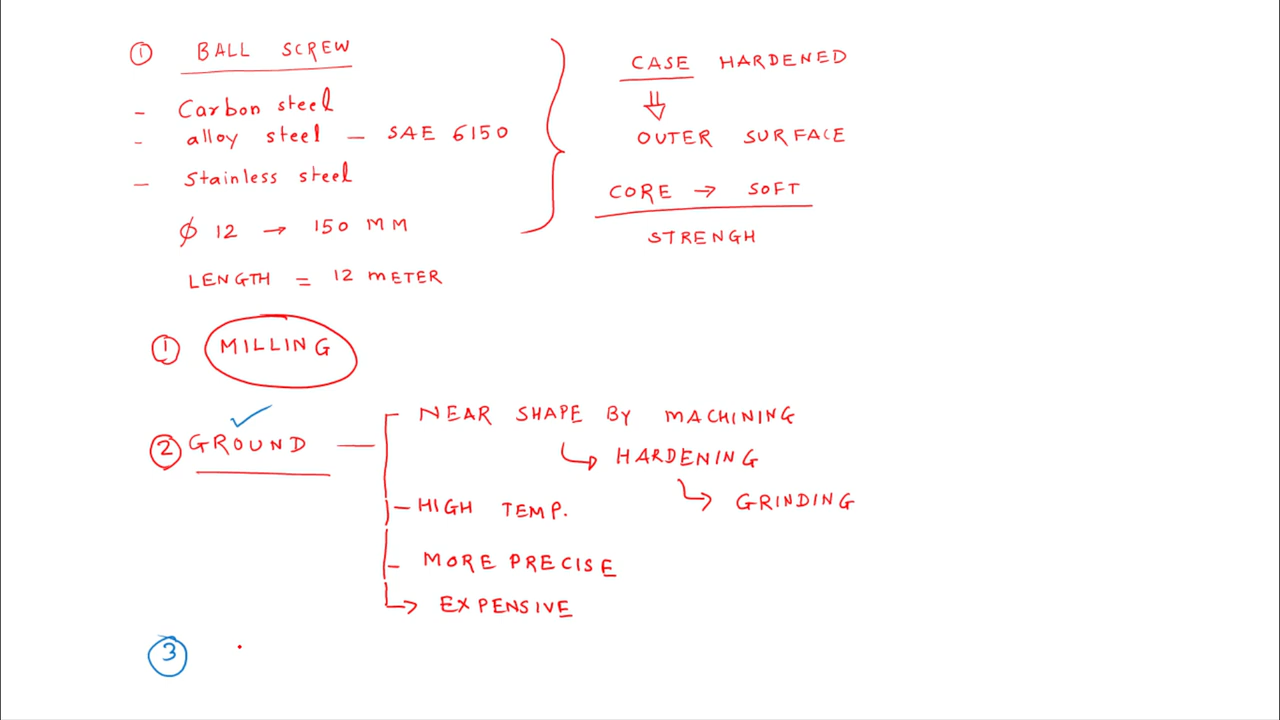 ① BALL SCREW
- Carbon steel
- alloy steel - SAE 6150
- Stainless steel
ϕ 12 → 150 MM
LENGTH = 12 METER
CASE HARDENED
⇓
OUTER SURFACE
CORE → SOFT
STRENGH
① MILLING
② GROUND
NEAR SHAPE BY MACHINING
↳ HARDENING
↳ GRINDING
- HIGH TEMP.
- MORE PRECISE
→ EXPENSIVE
③